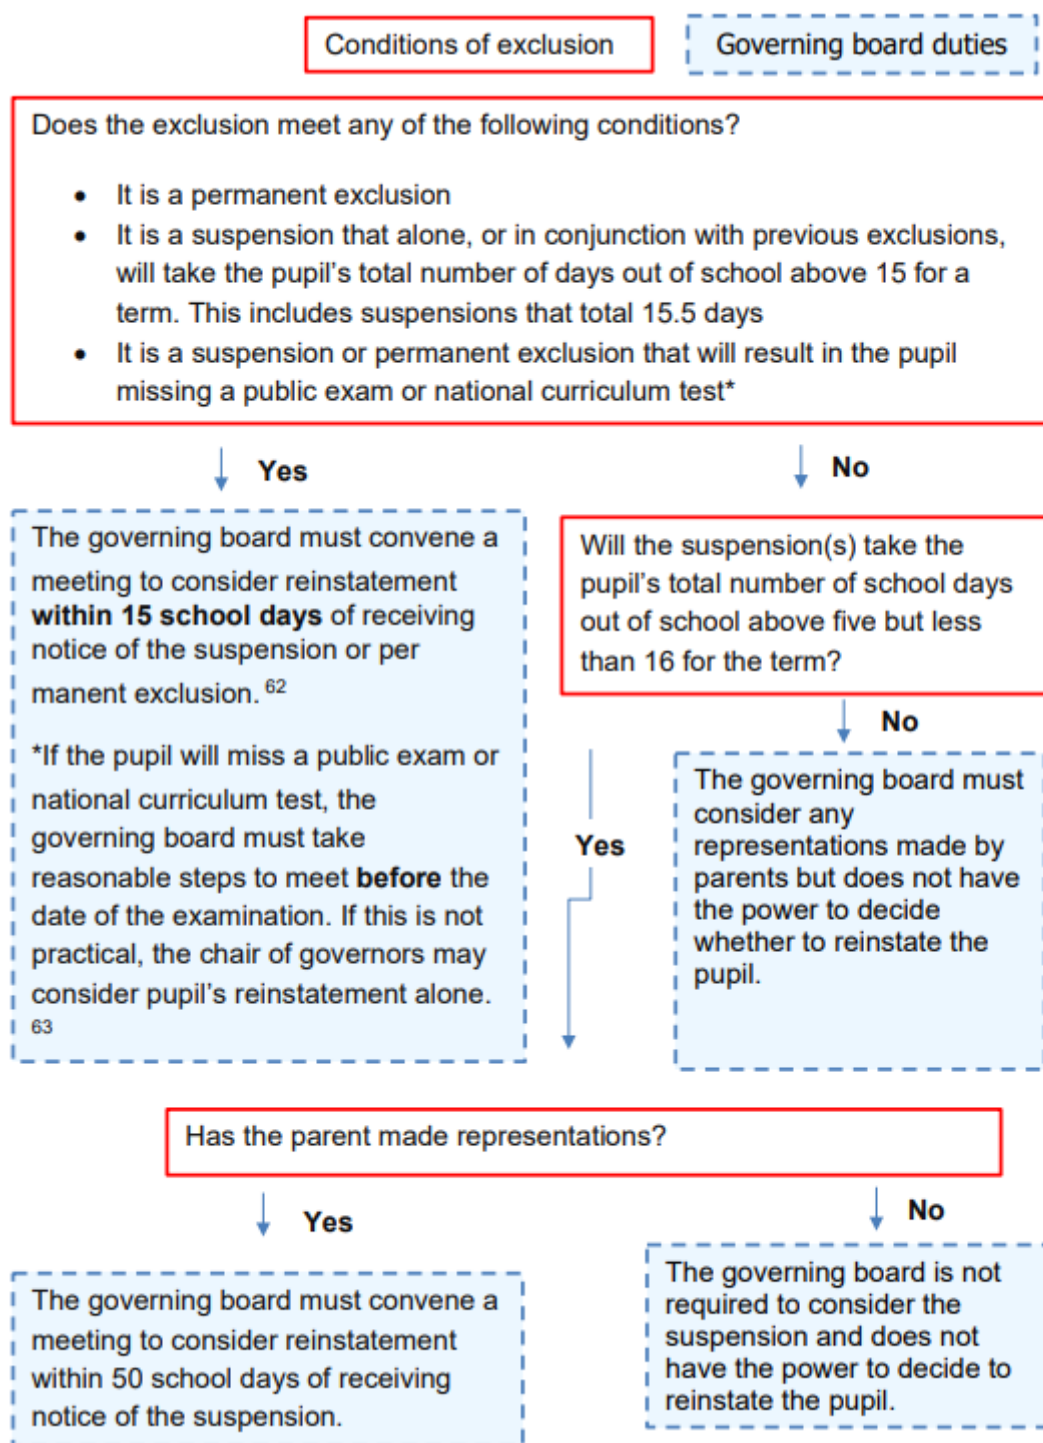 Conditions of exclusion
Governing board duties
Does the exclusion meet any of the following conditions?
• It is a permanent exclusion
• It is a suspension that alone, or in conjunction with previous exclusions,
will take the pupil's total number of days out of school above 15 for a
term. This includes suspensions that total 15.5 days
• It is a suspension or permanent exclusion that will result in the pupil
missing a public exam or national curriculum test*
Yes
No
The governing board must convene a
meeting to consider reinstatement
within 15 school days of receiving
notice of the suspension or per
manent exclusion. 62
*If the pupil will miss a public exam or
national curriculum test, the
governing board must take
reasonable steps to meet before the
date of the examination. If this is not
practical, the chair of governors may
consider pupil's reinstatement alone.
63
Will the suspension(s) take the
pupil's total number of school days
out of school above five but less
than 16 for the term?
Yes
No
The governing board must
consider any
representations made by
parents but does not have
the power to decide
whether to reinstate the
pupil.
Has the parent made representations?
Yes
No
The governing board must convene a
meeting to consider reinstatement
within 50 school days of receiving
notice of the suspension.
The governing board is not
required to consider the
suspension and does not
have the power to decide to
reinstate the pupil.